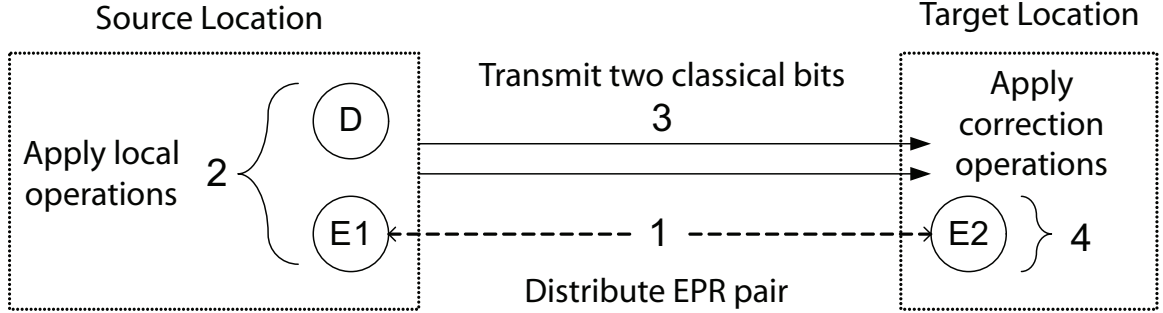 Source Location
Target Location
Transmit two classical bits
3
Apply local
operations
2
D
E1
1
Distribute EPR pair
Apply
correction
operations
E2
4